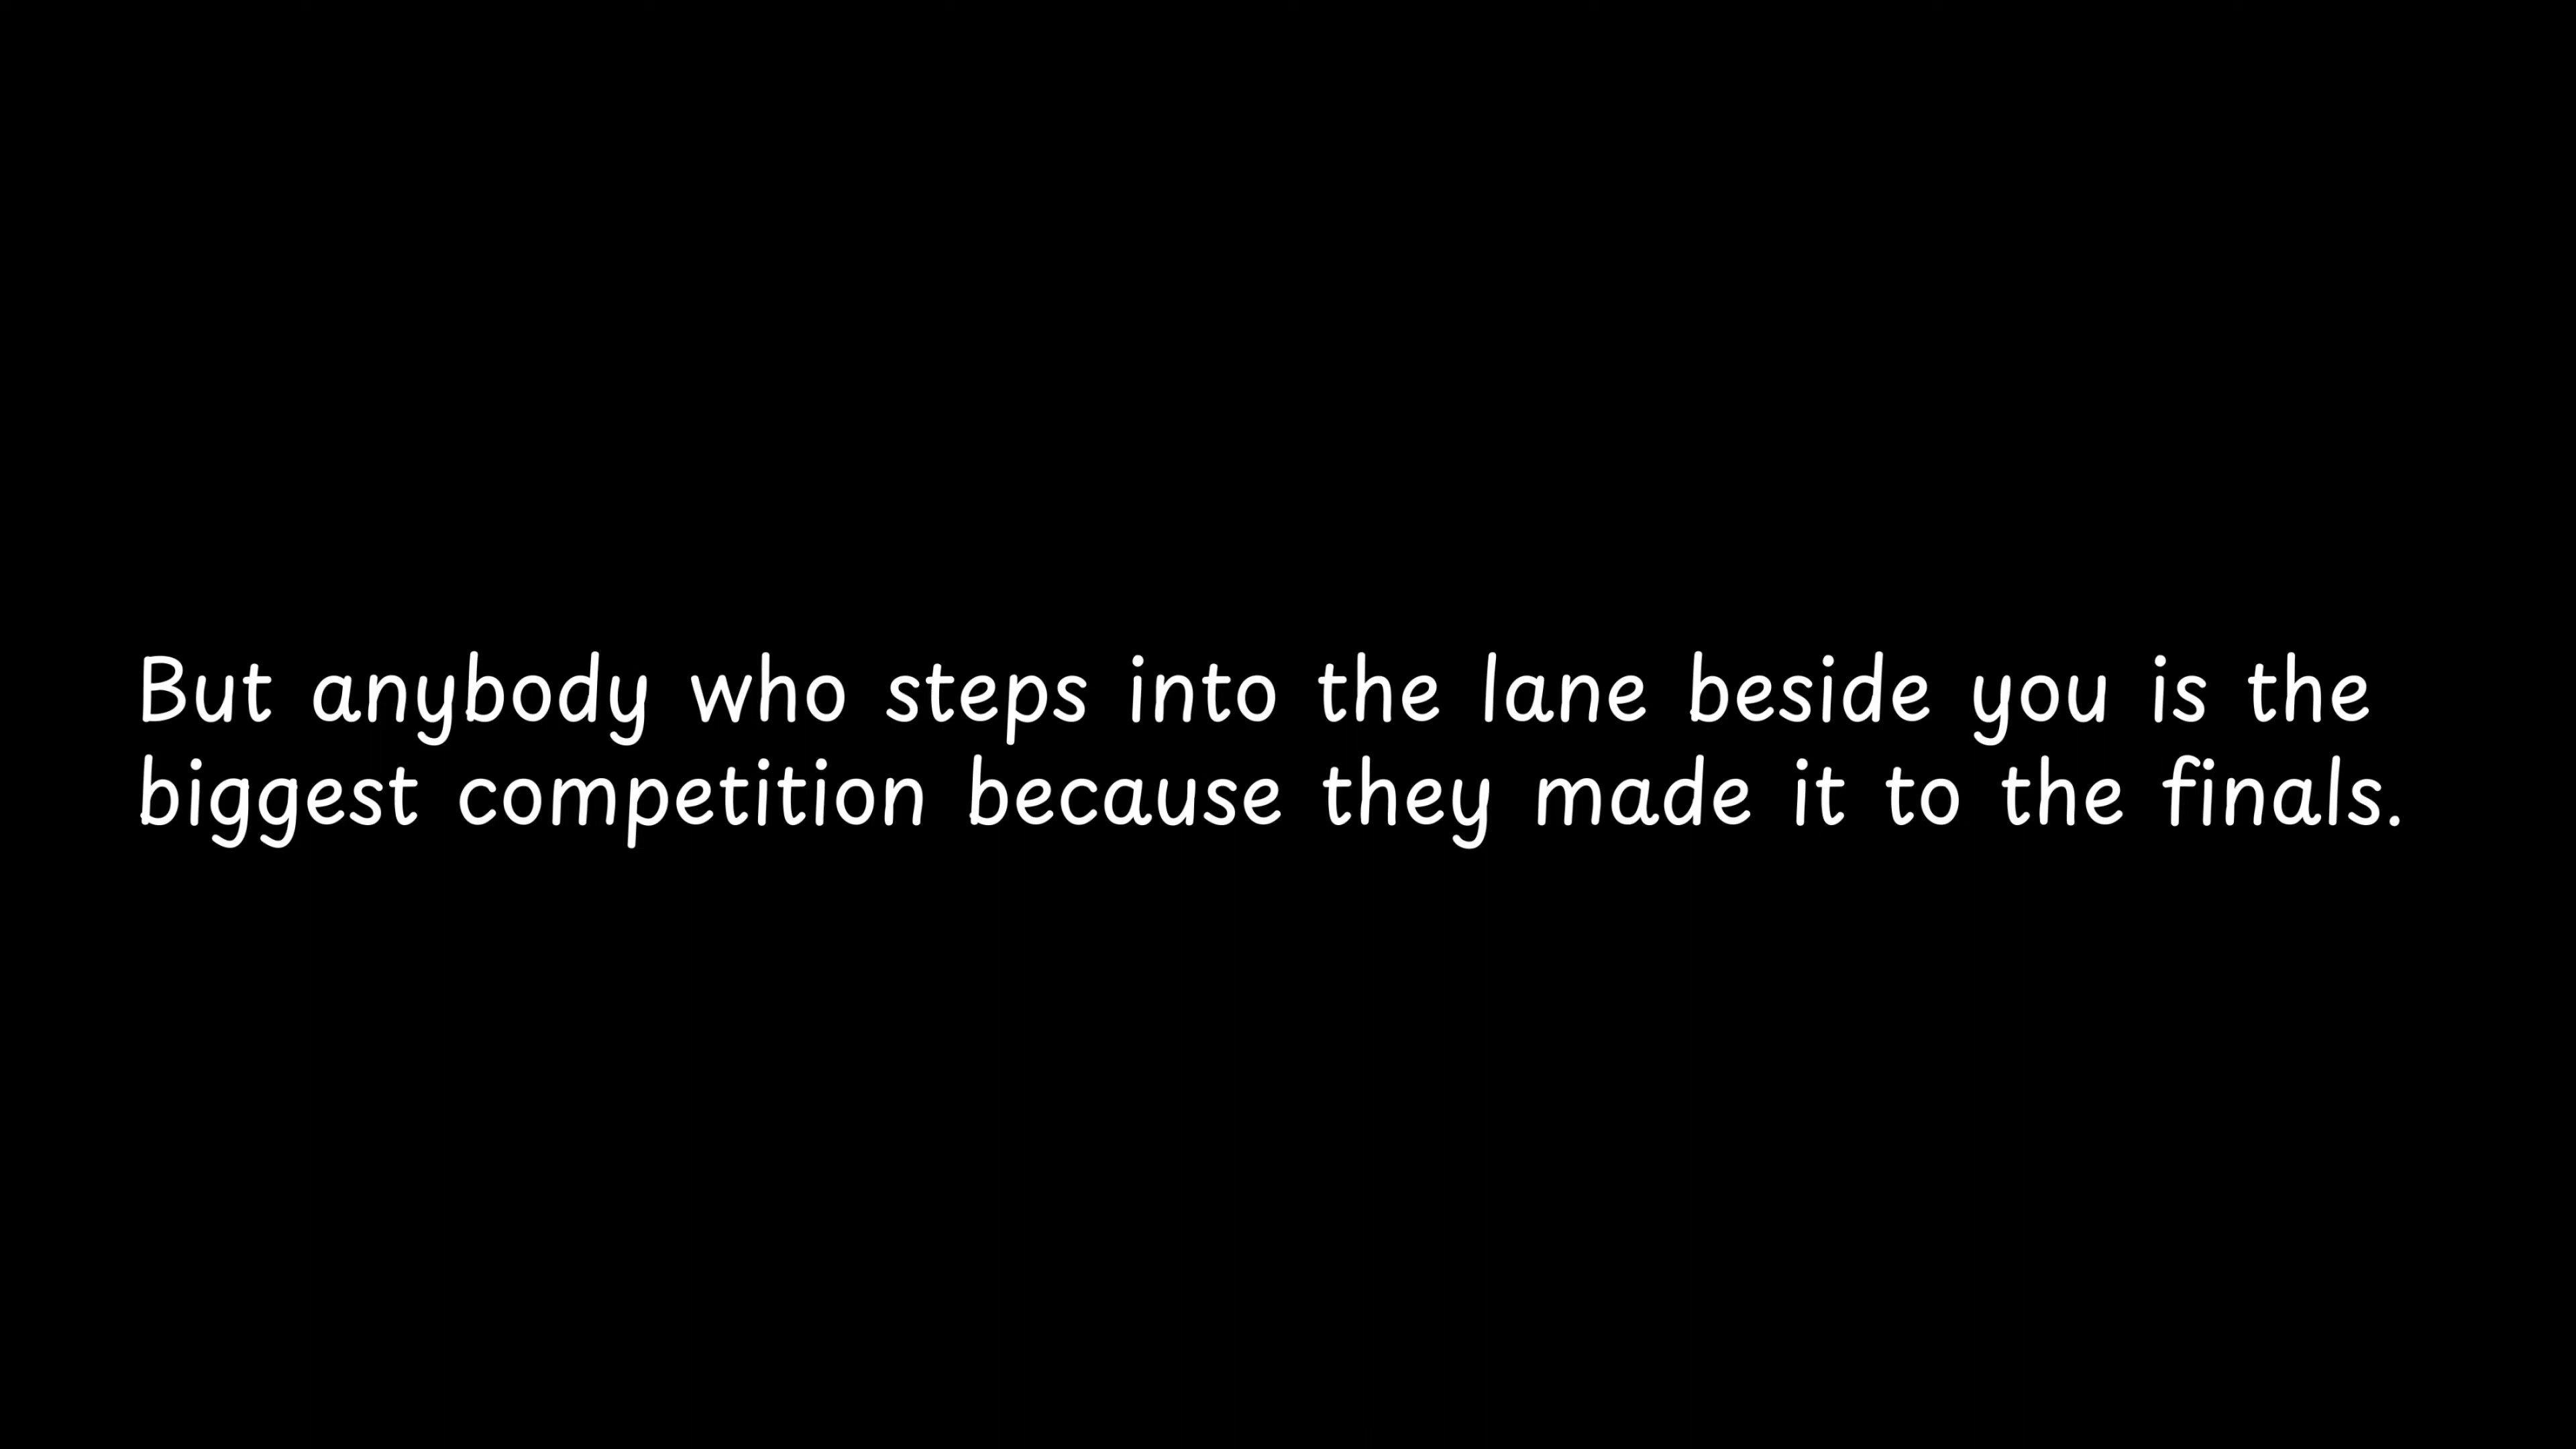 But anybody who steps into the lane beside you is the
biggest competition because they made it to the finals.